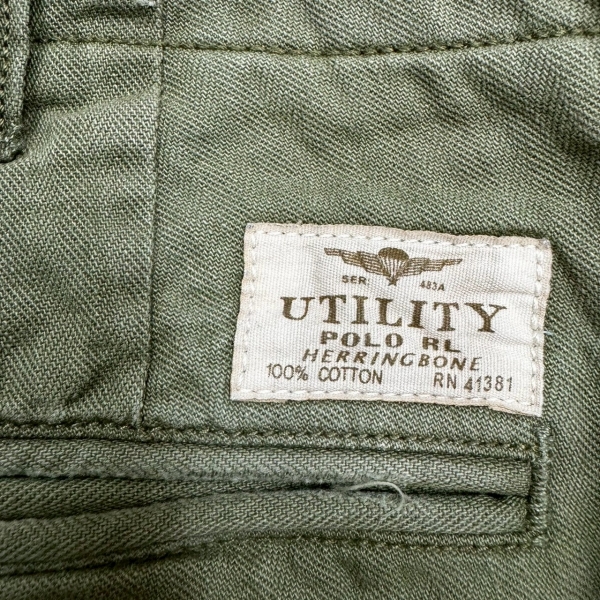 SER: 483A
UTILITY
POLO RL
HERRINGBONE
100% COTTON RN 41381